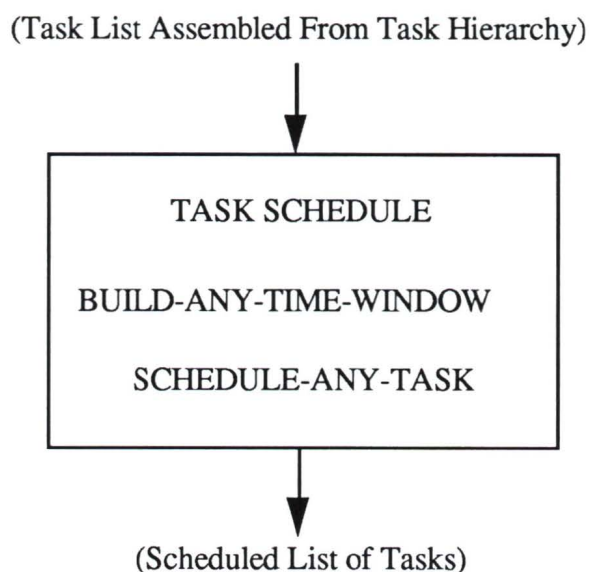 (Task List Assembled From Task Hierarchy)
TASK SCHEDULE
BUILD-ANY-TIME-WINDOW
SCHEDULE-ANY-TASK
(Scheduled List of Tasks)